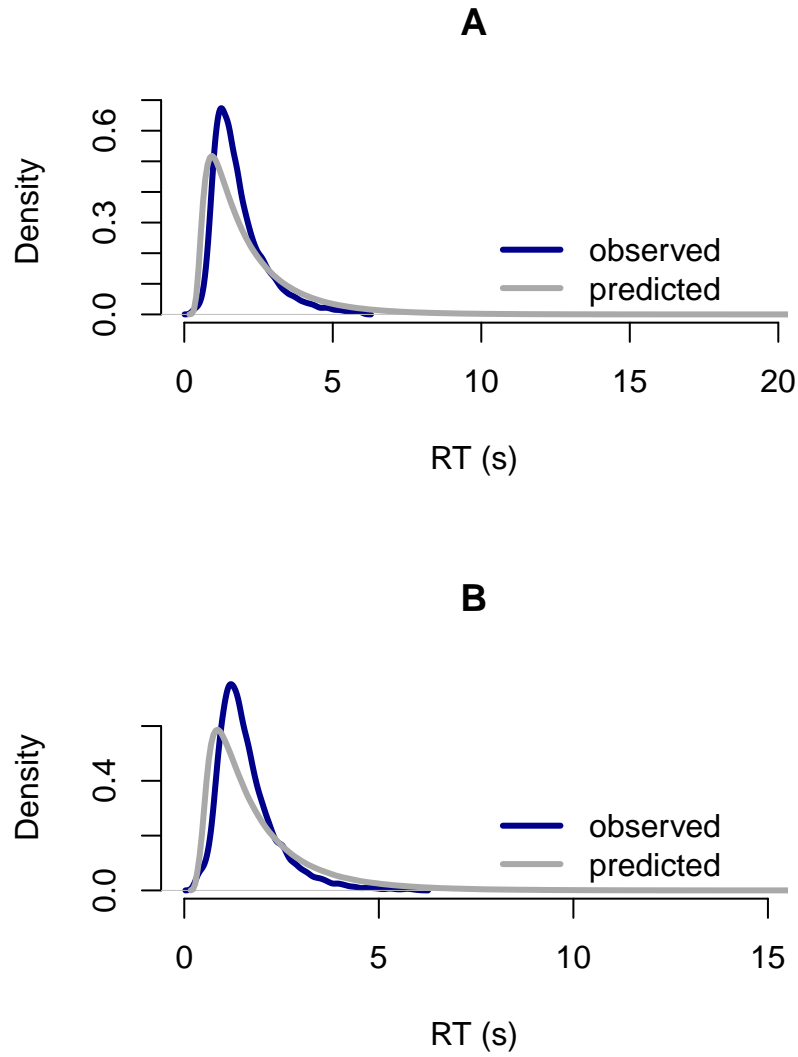 A
Density
0.0
0.3
0.6
observed
predicted
0 5 10 15 20
RT (s)
B
Density
0.0
0.4
observed
predicted
0 5 10 15
RT (s)